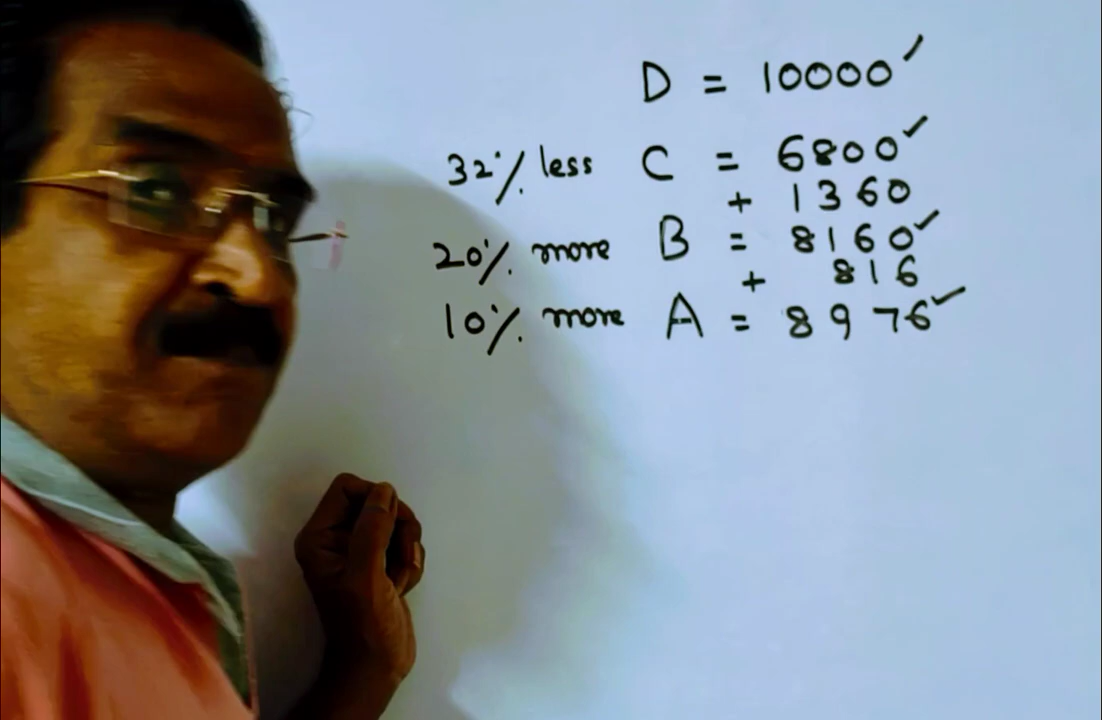 D = 10000✓
32% less C = 6800✓
+ 1360
20% more B = 8160✓
+ 816
10% more A = 8976✓